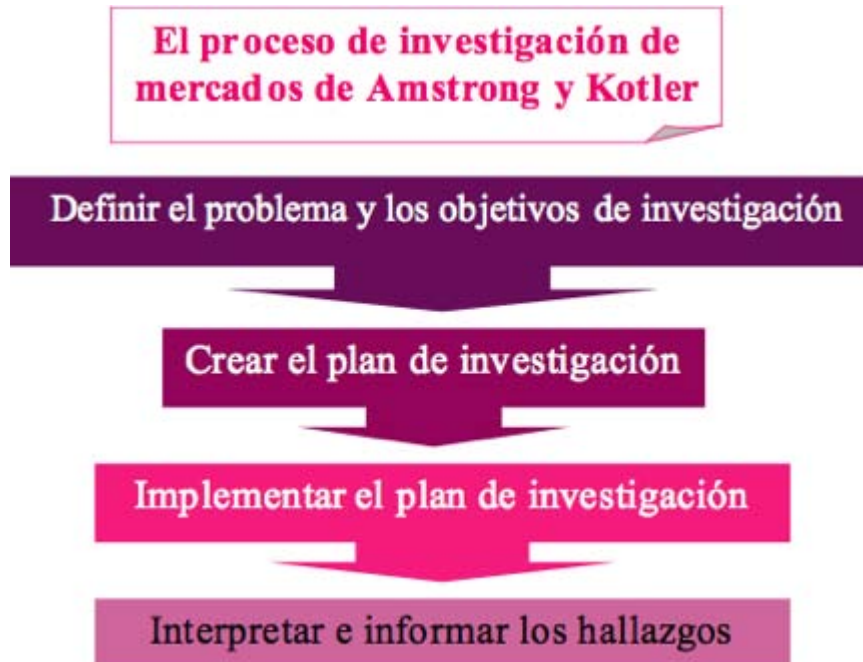 El proceso de investigación de
mercados de Amstrong y Kotler
Definir el problema y los objetivos de investigación
Crear el plan de investigación
Implementar el plan de investigación
Interpretar e informar los hallazgos